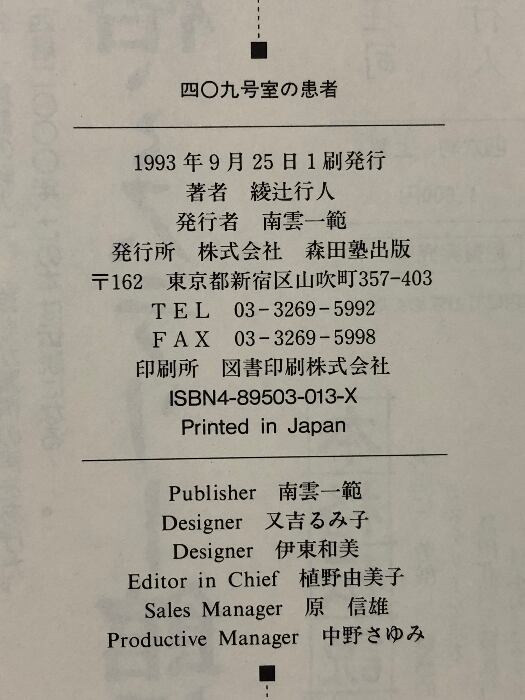 四〇九号室の患者
1993年9月25日1刷発行
著者　綾辻行人
発行者　南雲一範
発行所　株式会社　森田塾出版
〒162　東京都新宿区山吹町357−403
TEL　03−3269−5992
FAX　03−3269−5998
印刷所　図書印刷株式会社
ISBN4-89503-013-X
Printed in Japan
Publisher　南雲一範
Designer　又吉るみ子
Designer　伊東和美
Editor in Chief　植野由美子
Sales Manager　原　信雄
Productive Manager　中野さゆみ